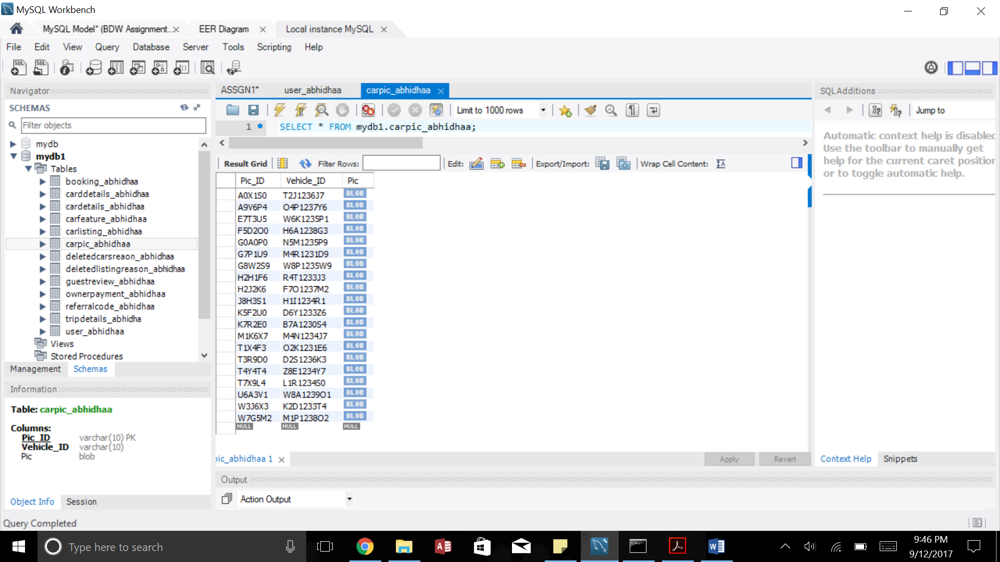 MySQL Workbench
MySQL Model* (BDW Assignment..
EER Diagram
Local instance MySQL
File Edit View Query Database Server Tools Scripting Help
Navigator
SCHEMAS
Filter objects
mydb
mydb1
Tables
booking_abhidhaa
carddetails_abhidhaa
cardetails_abhidhaa
carfeature_abhidhaa
carlisting_abhidhaa
carpic_abhidhaa
deletedcarsreaon_abhidhaa
deletedlistingreason_abhidhaa
guestreview_abhidhaa
ownerpayment_abhidhaa
referralcode_abhidhaa
tripdetails_abhidha
user_abhidhaa
Views
Stored Procedures
Management Schemas
Information
Table: carpic_abhidhaa
Columns:
Pic_ID varchar(10) PK
Vehicle_ID varchar(10)
Pic blob
Object Info Session
Query Completed
ASSGN1* user_abhidhaa carpic_abhidhaa
Limit to 1000 rows
1 SELECT * FROM mydb1.carpic_abhidhaa;
Result Grid Filter Rows: Edit: Export/Import: Wrap Cell Content:
Pic_ID Vehicle_ID Pic
A0X1S0 T2J1236J7 BLOB
A9V6P4 O4P1237Y6 BLOB
E7T3U5 W6K1235P1 BLOB
F5D2O0 H6A1238G3 BLOB
G0A0P0 N5M1235P9 BLOB
G7P1U9 M4R1231D9 BLOB
G8W2S9 W8P1235W9 BLOB
H2H1F6 R4T1233J3 BLOB
H2J2K6 F7O1237M2 BLOB
J8H3S1 H1I1234R1 BLOB
K5F2U0 D6Y1233Z6 BLOB
K7R2E0 B7A1230S4 BLOB
M1K6X7 M4N1234J7 BLOB
T1X4F3 O2K1231E6 BLOB
T3R9D0 D2S1236K3 BLOB
T4Y4T4 Z8E1234Y7 BLOB
T7X9L4 L1R1234S0 BLOB
U6A3V1 W8A1239O1 BLOB
W3J6X3 K2D1233T4 BLOB
W7G5M2 M1P1238O2 BLOB
NULL NULL NULL
pic_abhidhaa 1
Apply Revert
Output
Action Output
SQLAdditions
Jump to
Automatic context help is disabled
Use the toolbar to manually get
help for the current caret position
or to toggle automatic help.
Context Help Snippets
Type here to search
9:46 PM
9/12/2017